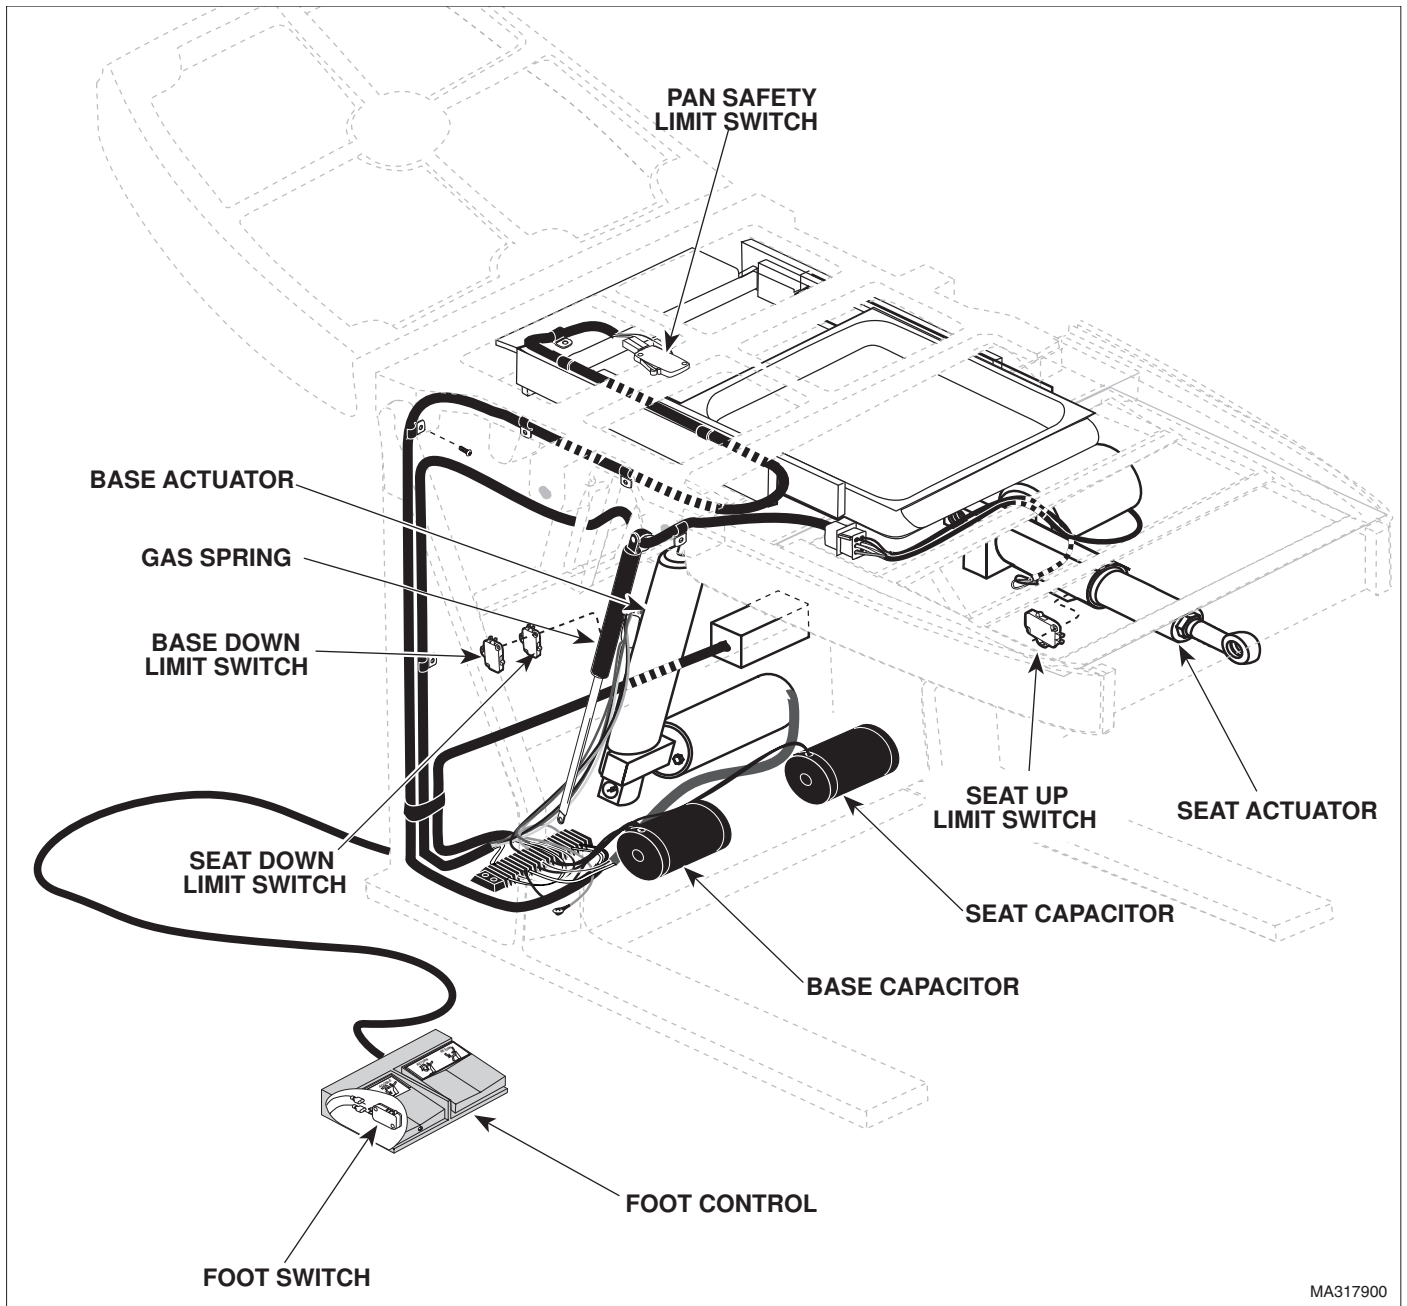 PAN SAFETY
LIMIT SWITCH
BASE ACTUATOR
GAS SPRING
BASE DOWN
LIMIT SWITCH
SEAT UP
LIMIT SWITCH
SEAT ACTUATOR
SEAT DOWN
LIMIT SWITCH
SEAT CAPACITOR
BASE CAPACITOR
FOOT CONTROL
FOOT SWITCH
MA317900